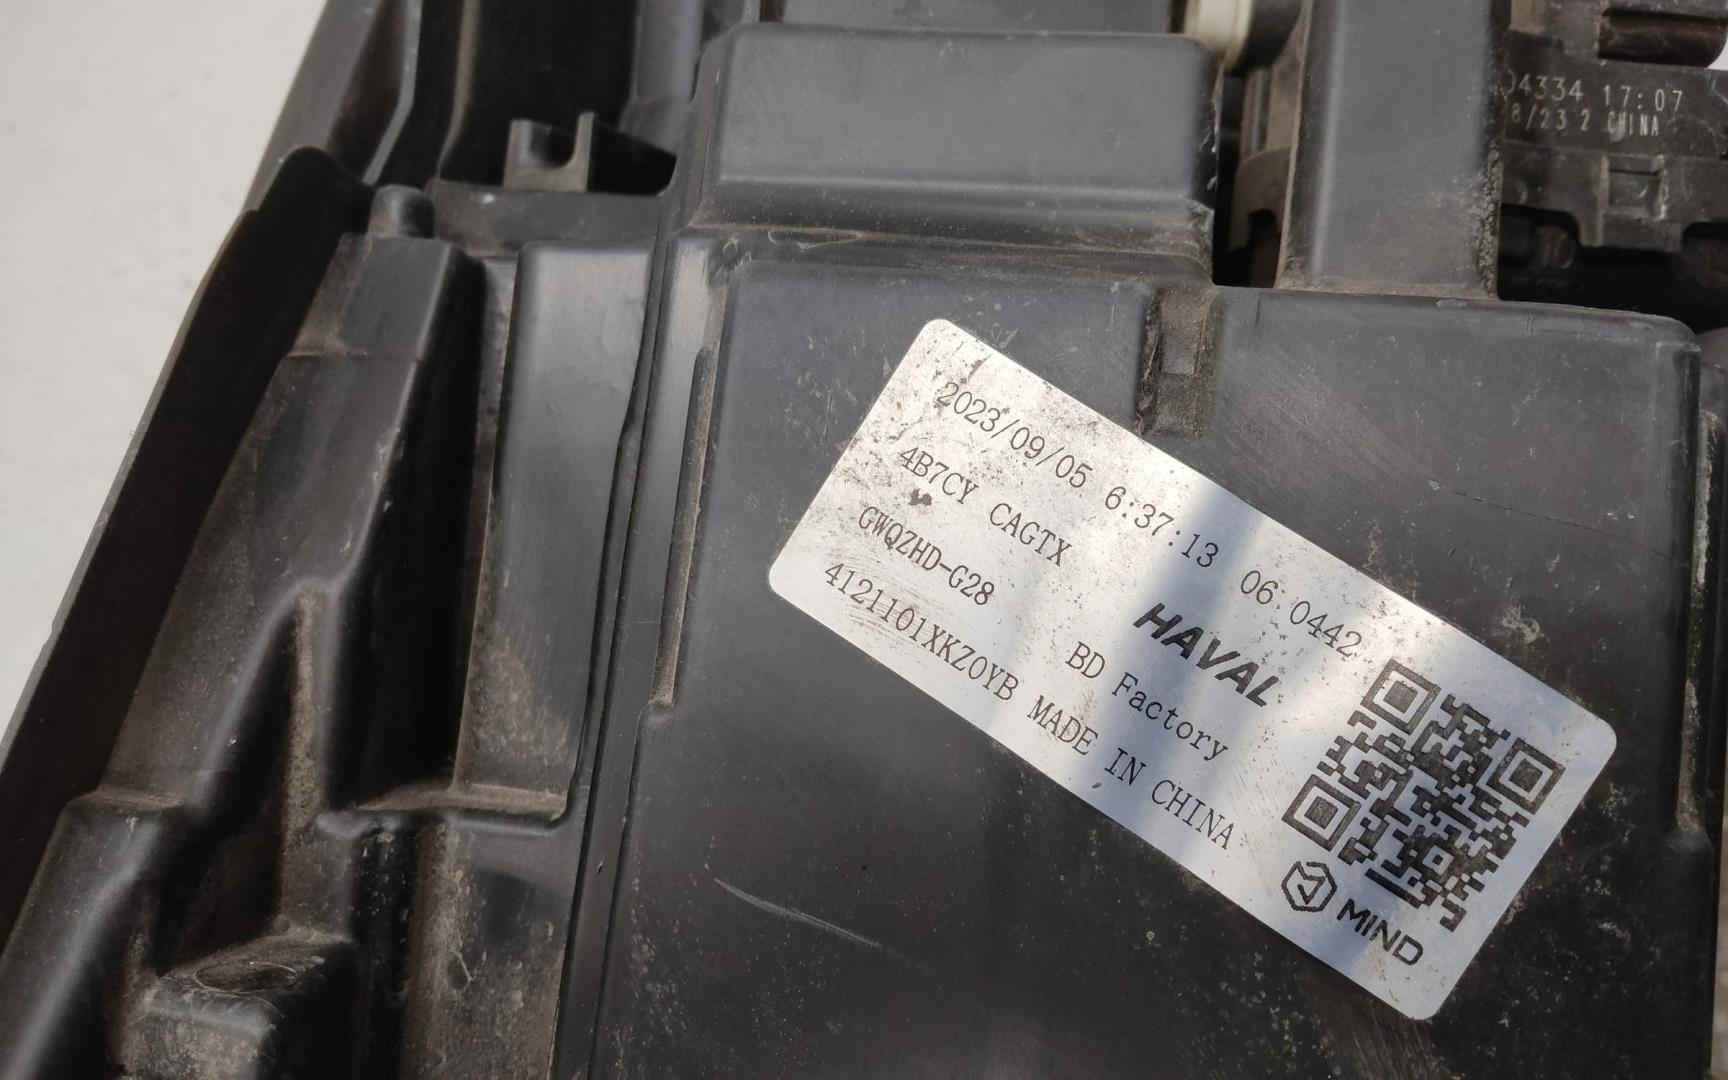 04334 17:07
8/23 2 CHINA
2023/09/05 6:37:13 06 0442
4B7CY CAGTX
HAVAL
GWQZHD-G28
BD Factory
4121101XKZ0YB MADE IN CHINA
MIND